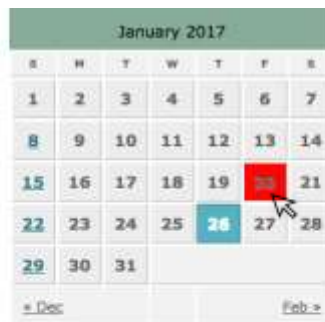 January 2017
S M T W T F S
1 2 3 4 5 6 7
8 9 10 11 12 13 14
15 16 17 18 19 20 21
22 23 24 25 26 27 28
29 30 31
« Dec Feb »